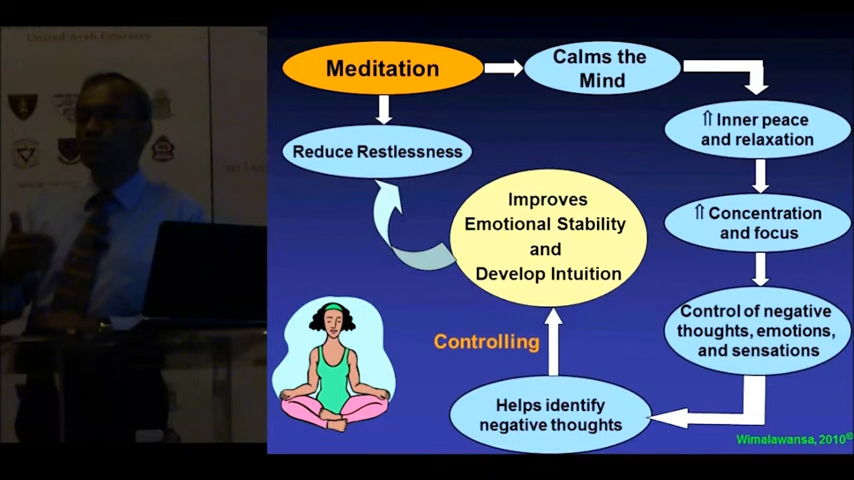 United Arab Emirates
Meditation
Calms the
Mind
⇑ Inner peace
and relaxation
Reduce Restlessness
⇑ Concentration
and focus
Improves
Emotional Stability
and
Develop Intuition
Control of negative
thoughts, emotions,
and sensations
Controlling
Helps identify
negative thoughts
Wimalawansa, 2010©